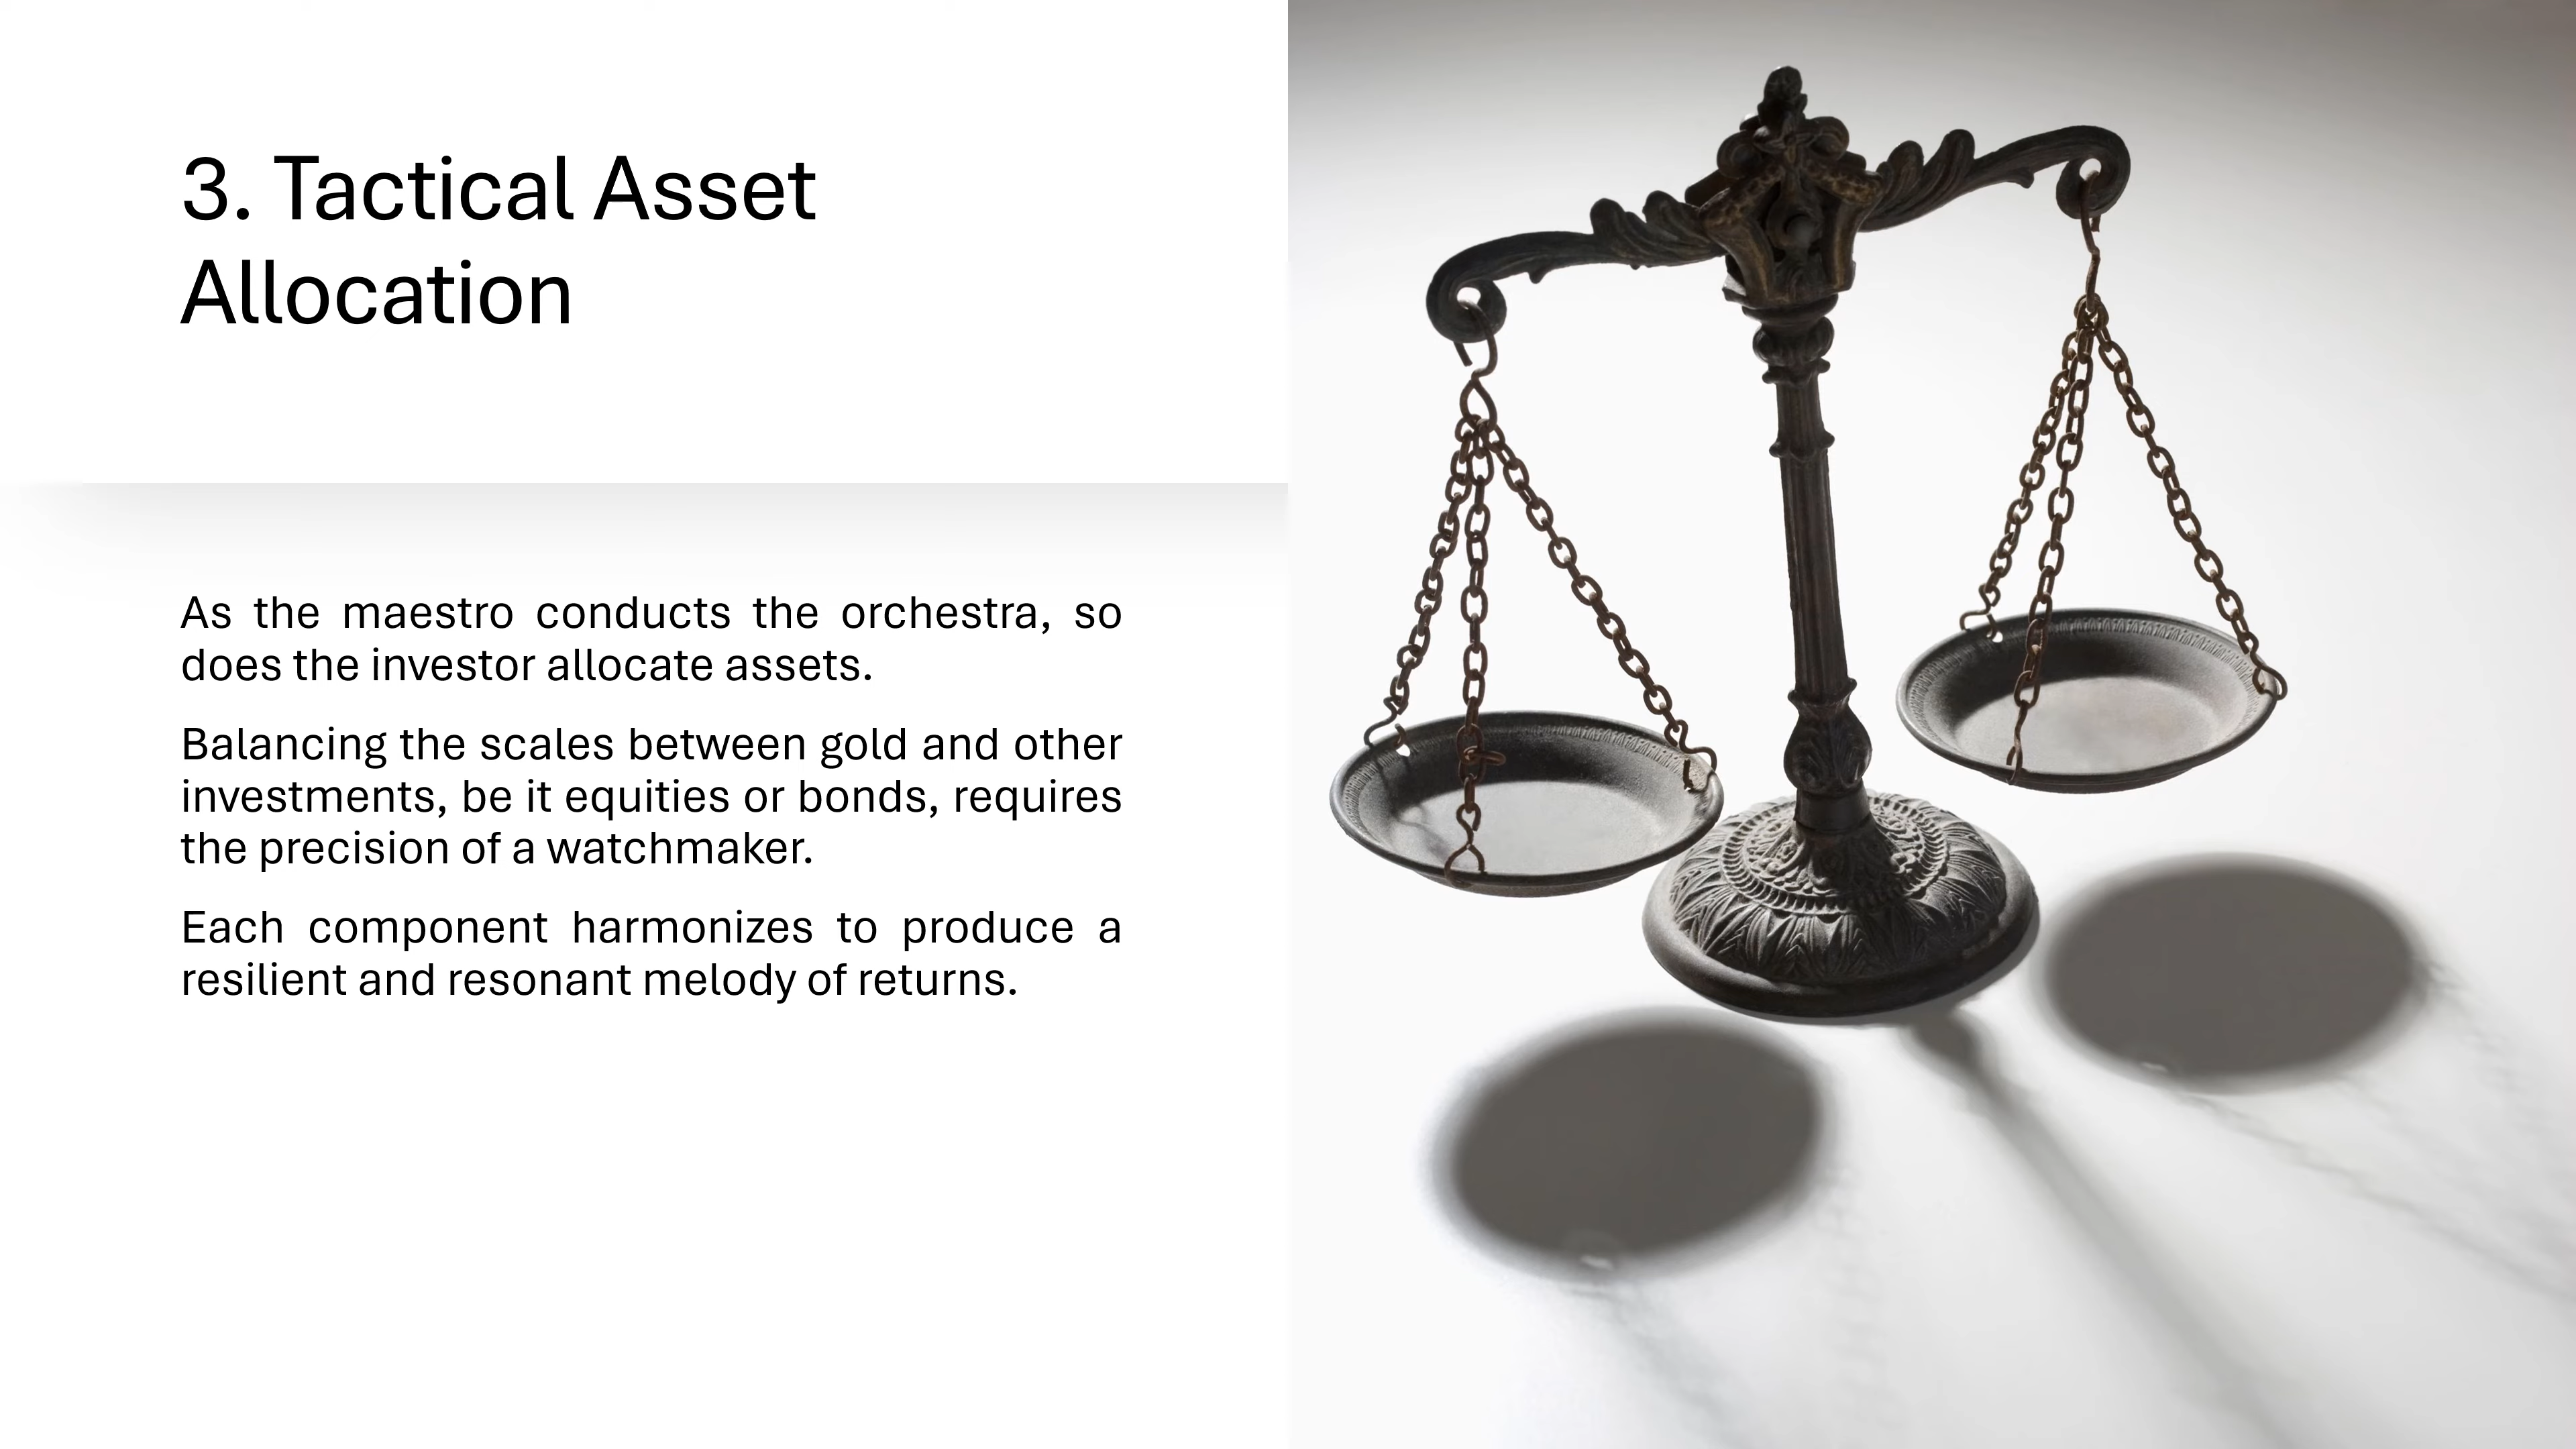 3. Tactical Asset
Allocation
As the maestro conducts the orchestra, so
does the investor allocate assets.
Balancing the scales between gold and other
investments, be it equities or bonds, requires
the precision of a watchmaker.
Each component harmonizes to produce a
resilient and resonant melody of returns.